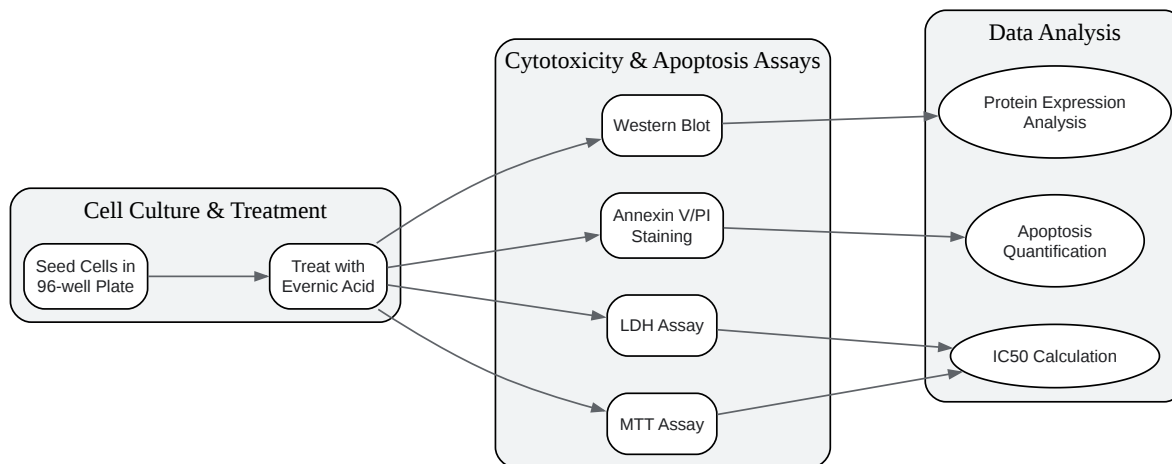 Cell Culture & Treatment
Seed Cells in
96-well Plate
Treat with
Evernic Acid
Cytotoxicity & Apoptosis Assays
Western Blot
Annexin V/PI
Staining
LDH Assay
MTT Assay
Data Analysis
Protein Expression
Analysis
Apoptosis
Quantification
IC50 Calculation